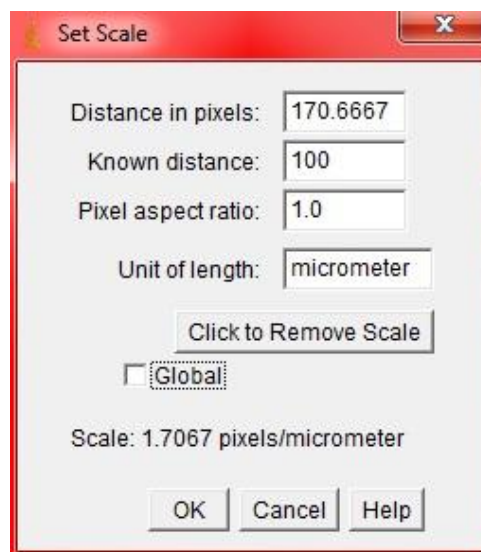 Set Scale
X
Distance in pixels: 170.6667
Known distance: 100
Pixel aspect ratio: 1.0
Unit of length: micrometer
Click to Remove Scale
Global
Scale: 1.7067 pixels/micrometer
OK Cancel Help